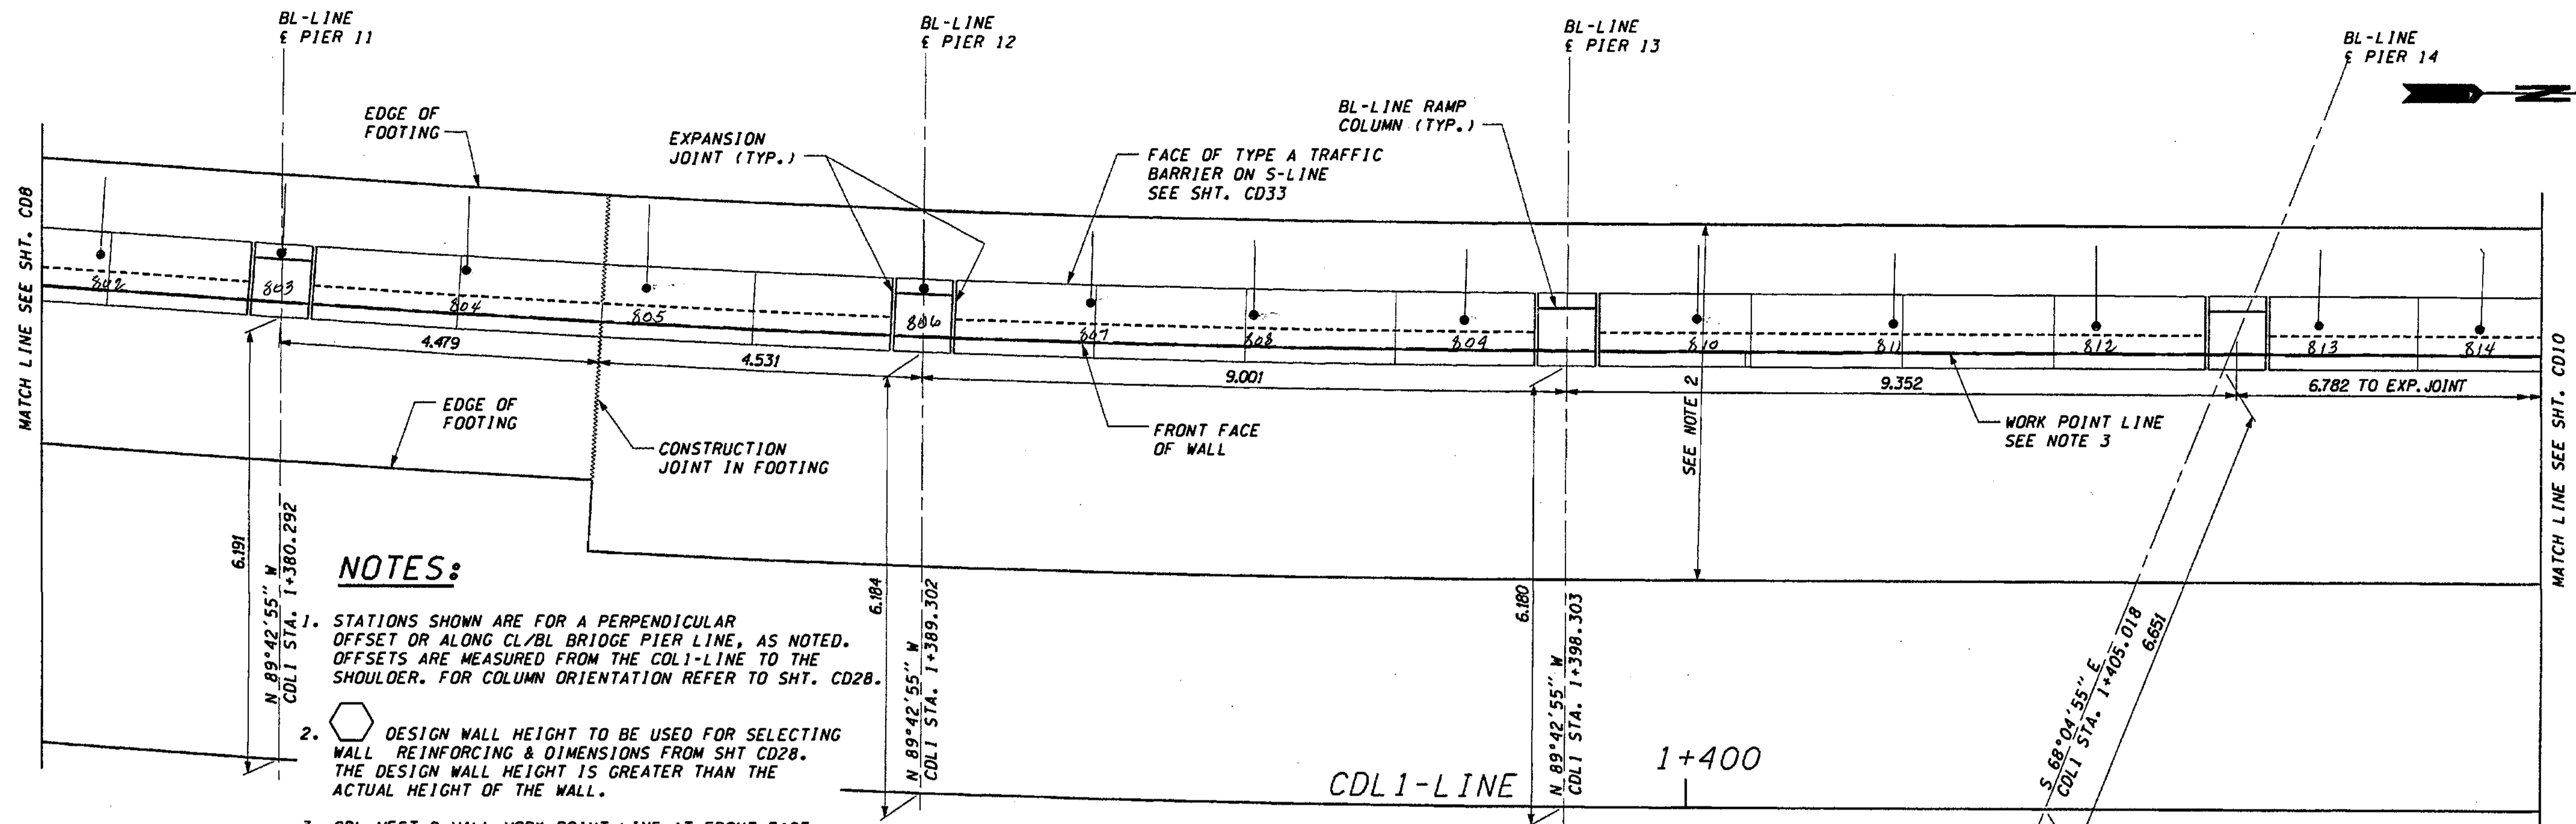 BL-LINE
℄ PIER 11
BL-LINE
℄ PIER 12
BL-LINE
℄ PIER 13
BL-LINE
℄ PIER 14
N
EDGE OF
FOOTING
EXPANSION
JOINT (TYP.)
FACE OF TYPE A TRAFFIC
BARRIER ON S-LINE
SEE SHT. CD33
BL-LINE RAMP
COLUMN (TYP.)
MATCH LINE SEE SHT. CD8
802
803
804
805
806
807
808
809
810
811
812
813
814
4.479
4.531
9.001
9.352
6.782 TO EXP.JOINT
EDGE OF
FOOTING
CONSTRUCTION
JOINT IN FOOTING
FRONT FACE
OF WALL
SEE NOTE 2
WORK POINT LINE
SEE NOTE 3
MATCH LINE SEE SHT. CD10
6.191
N 89°42'55" W
CDL1 STA. 1+380.292
6.184
N 89°42'55" W
CDL1 STA. 1+389.302
6.180
N 89°42'55" W
CDL1 STA. 1+398.303
S 68°04'55" E
CDL1 STA. 1+405.018
6.651
NOTES:
1. STATIONS SHOWN ARE FOR A PERPENDICULAR
OFFSET OR ALONG CL/BL BRIDGE PIER LINE, AS NOTED.
OFFSETS ARE MEASURED FROM THE COL1-LINE TO THE
SHOULOER. FOR COLUMN ORIENTATION REFER TO SHT. CD28.
2. DESIGN WALL HEIGHT TO BE USED FOR SELECTING
WALL REINFORCING & OIMENSIONS FROM SHT CD28.
THE DESIGN WALL HEIGHT IS GREATER THAN THE
ACTUAL HEIGHT OF THE WALL.
CDL1-LINE
1+400